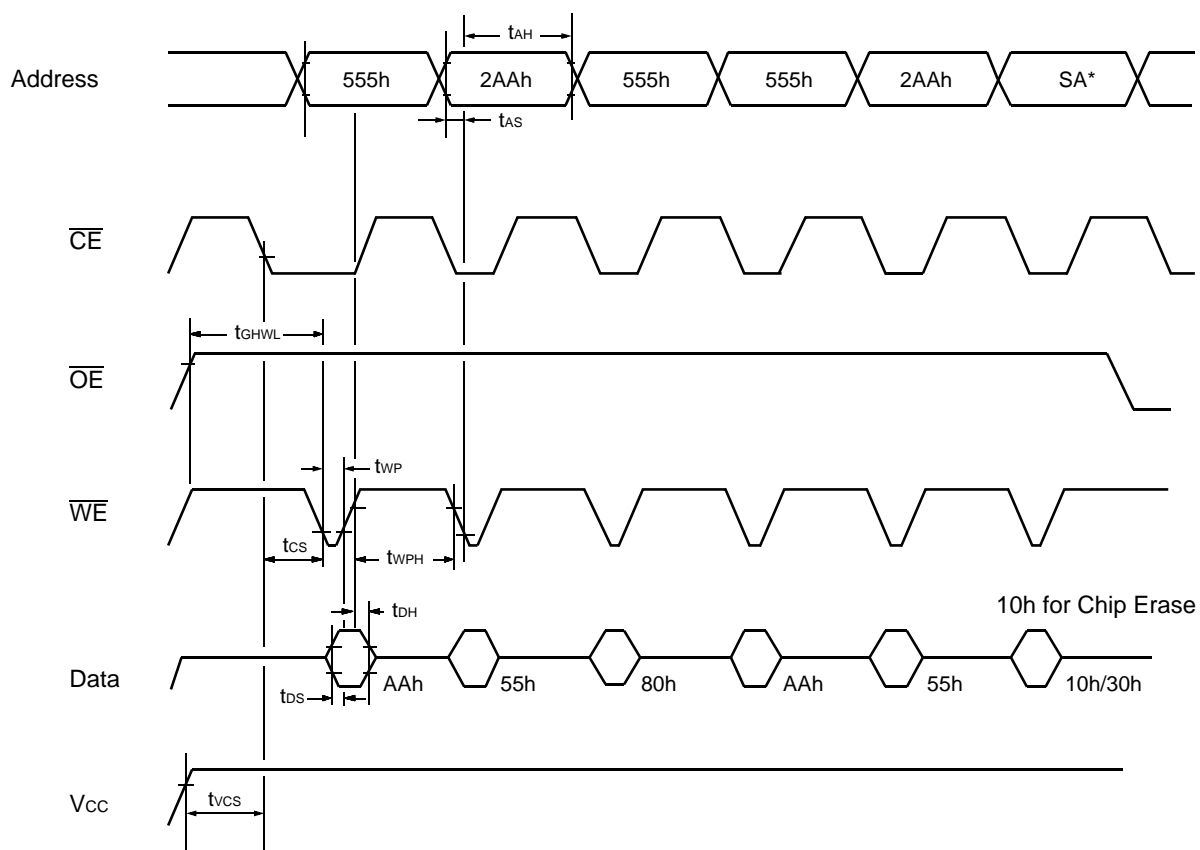 tAH
Address 555h 2AAh 555h 555h 2AAh SA*
tAS
CE
tGHWL
OE
tWP
WE
tCS tWPH
tDH
10h for Chip Erase
Data AAh 55h 80h AAh 55h 10h/30h
tDS
VCC tVCS